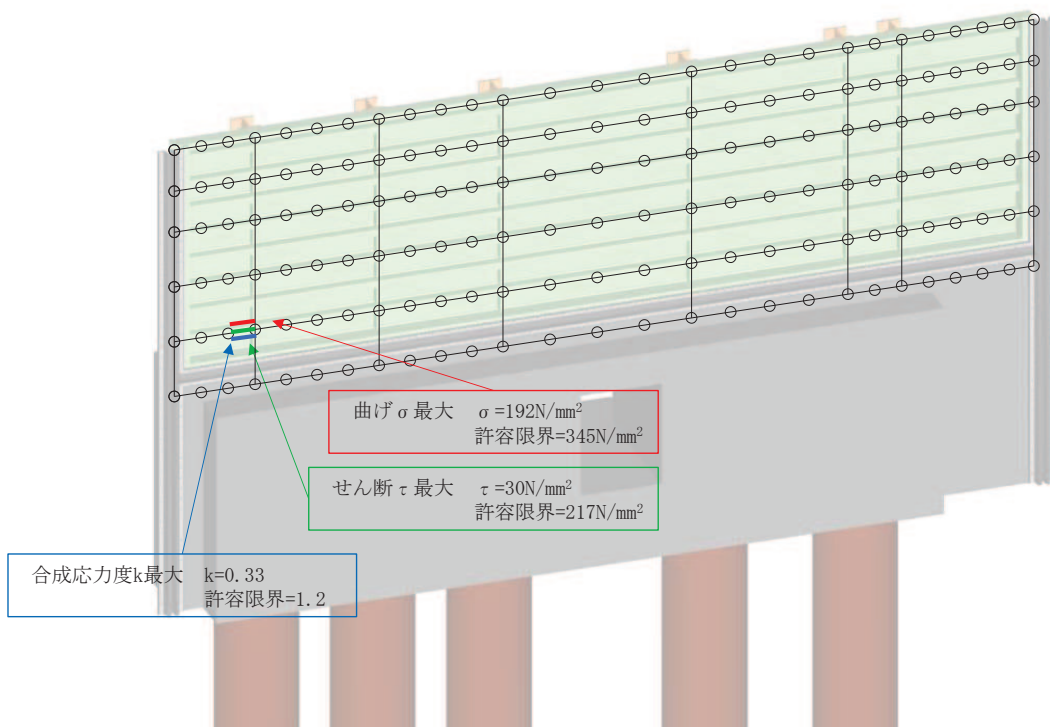 曲げσ最大 σ=192N/mm²
許容限界=345N/mm²
せん断τ最大 τ=30N/mm²
許容限界=217N/mm²
合成応力度k最大 k=0.33
許容限界=1.2